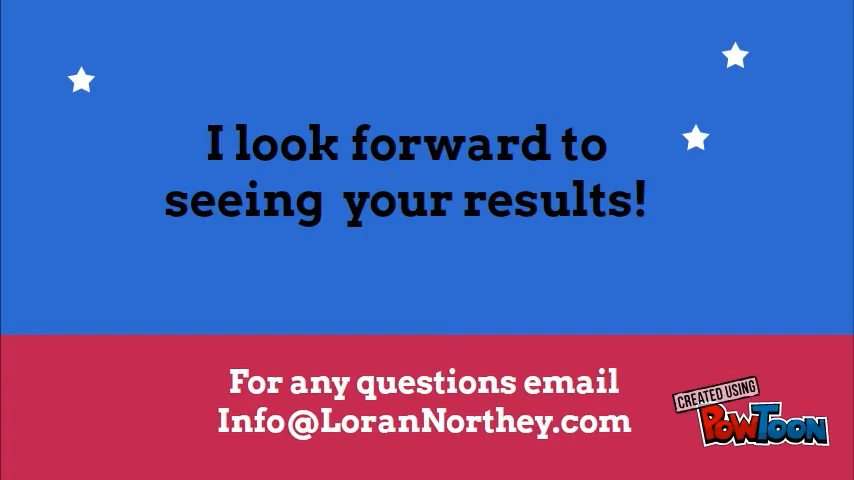 I look forward to
seeing your results!
For any questions email
Info@LoranNorthey.com
CREATED USING
POWTOON